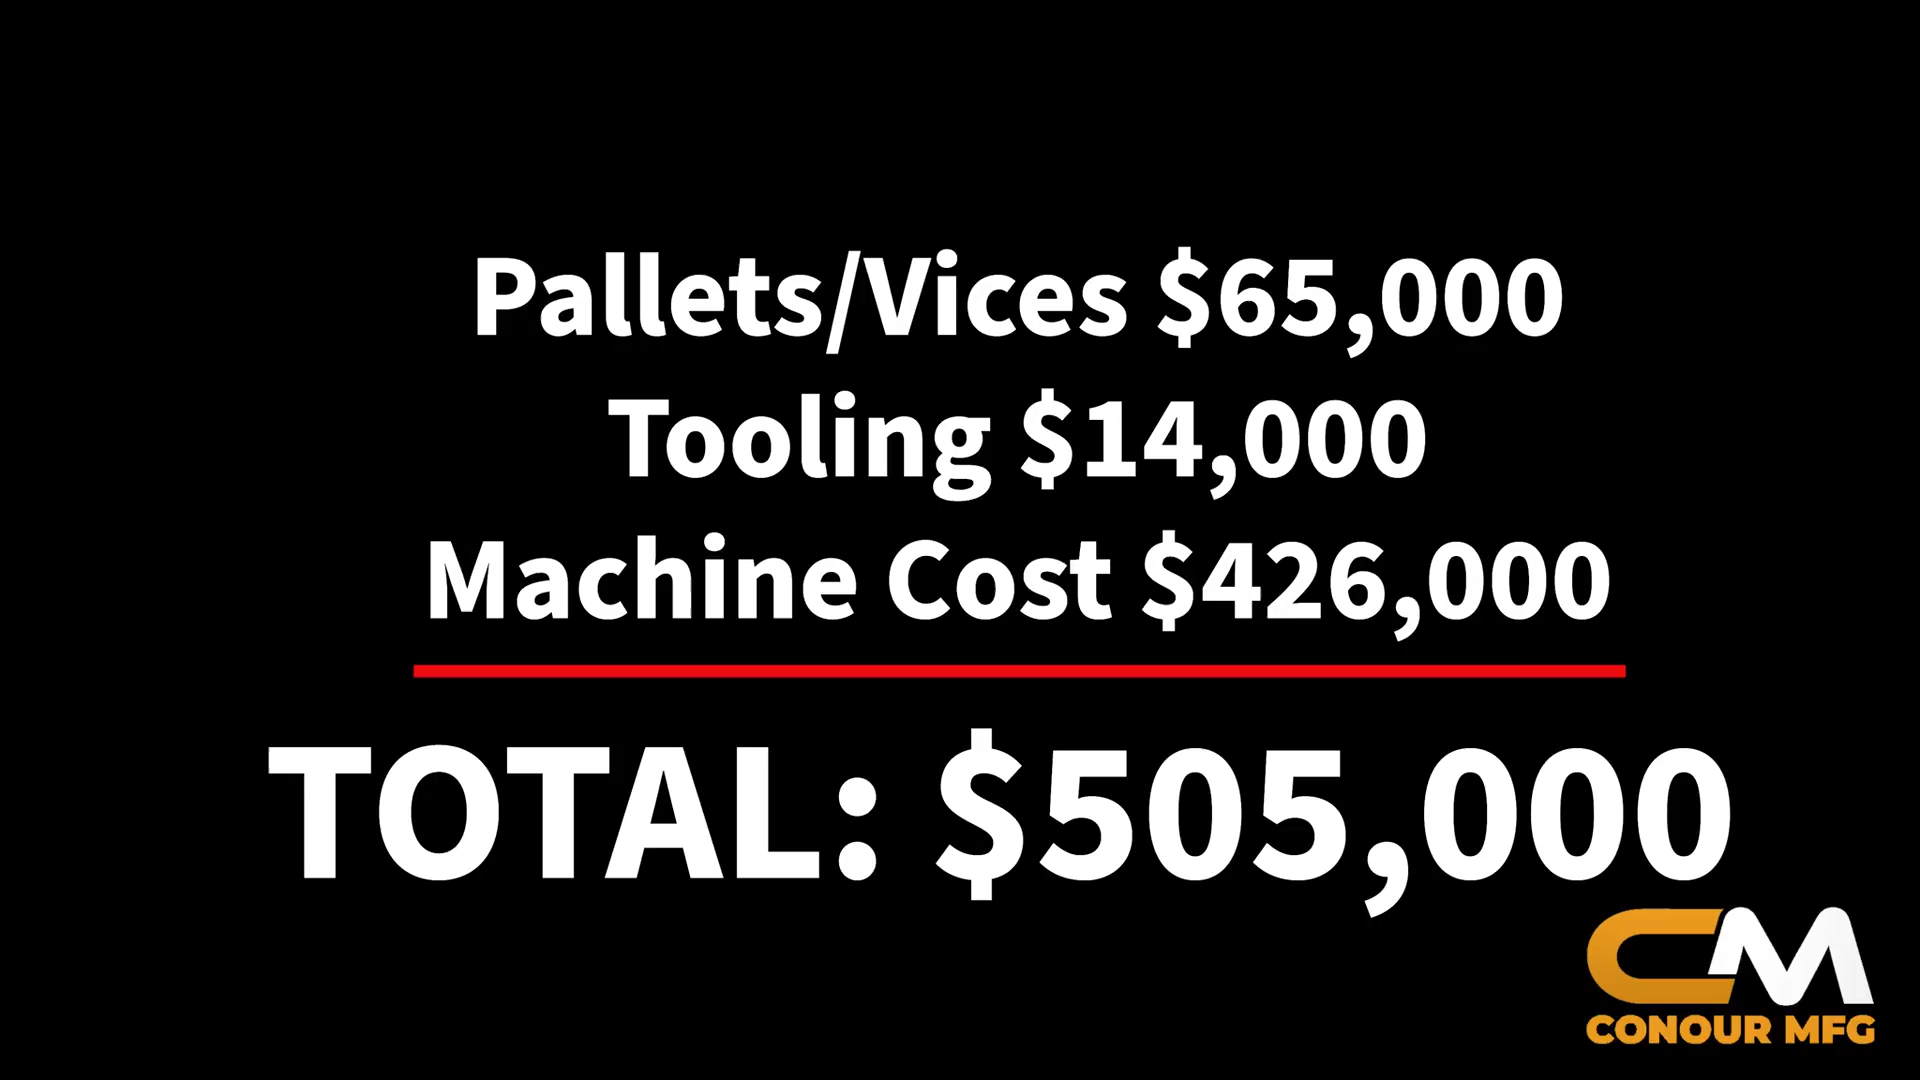 Pallets/Vices $65,000
Tooling $14,000
Machine Cost $426,000
TOTAL: $505,000
CM
CONOUR MFG